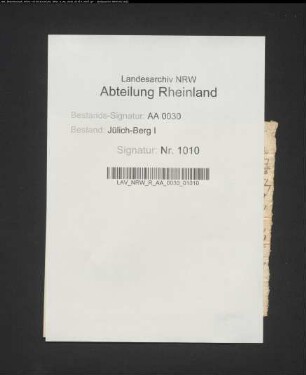 Landesarchiv NRW
Abteilung Rheinland
Bestands-Signatur: AA 0030
Bestand: Jülich-Berg I
Signatur: Nr. 1010
LAV_NRW_R_AA_0030_01010